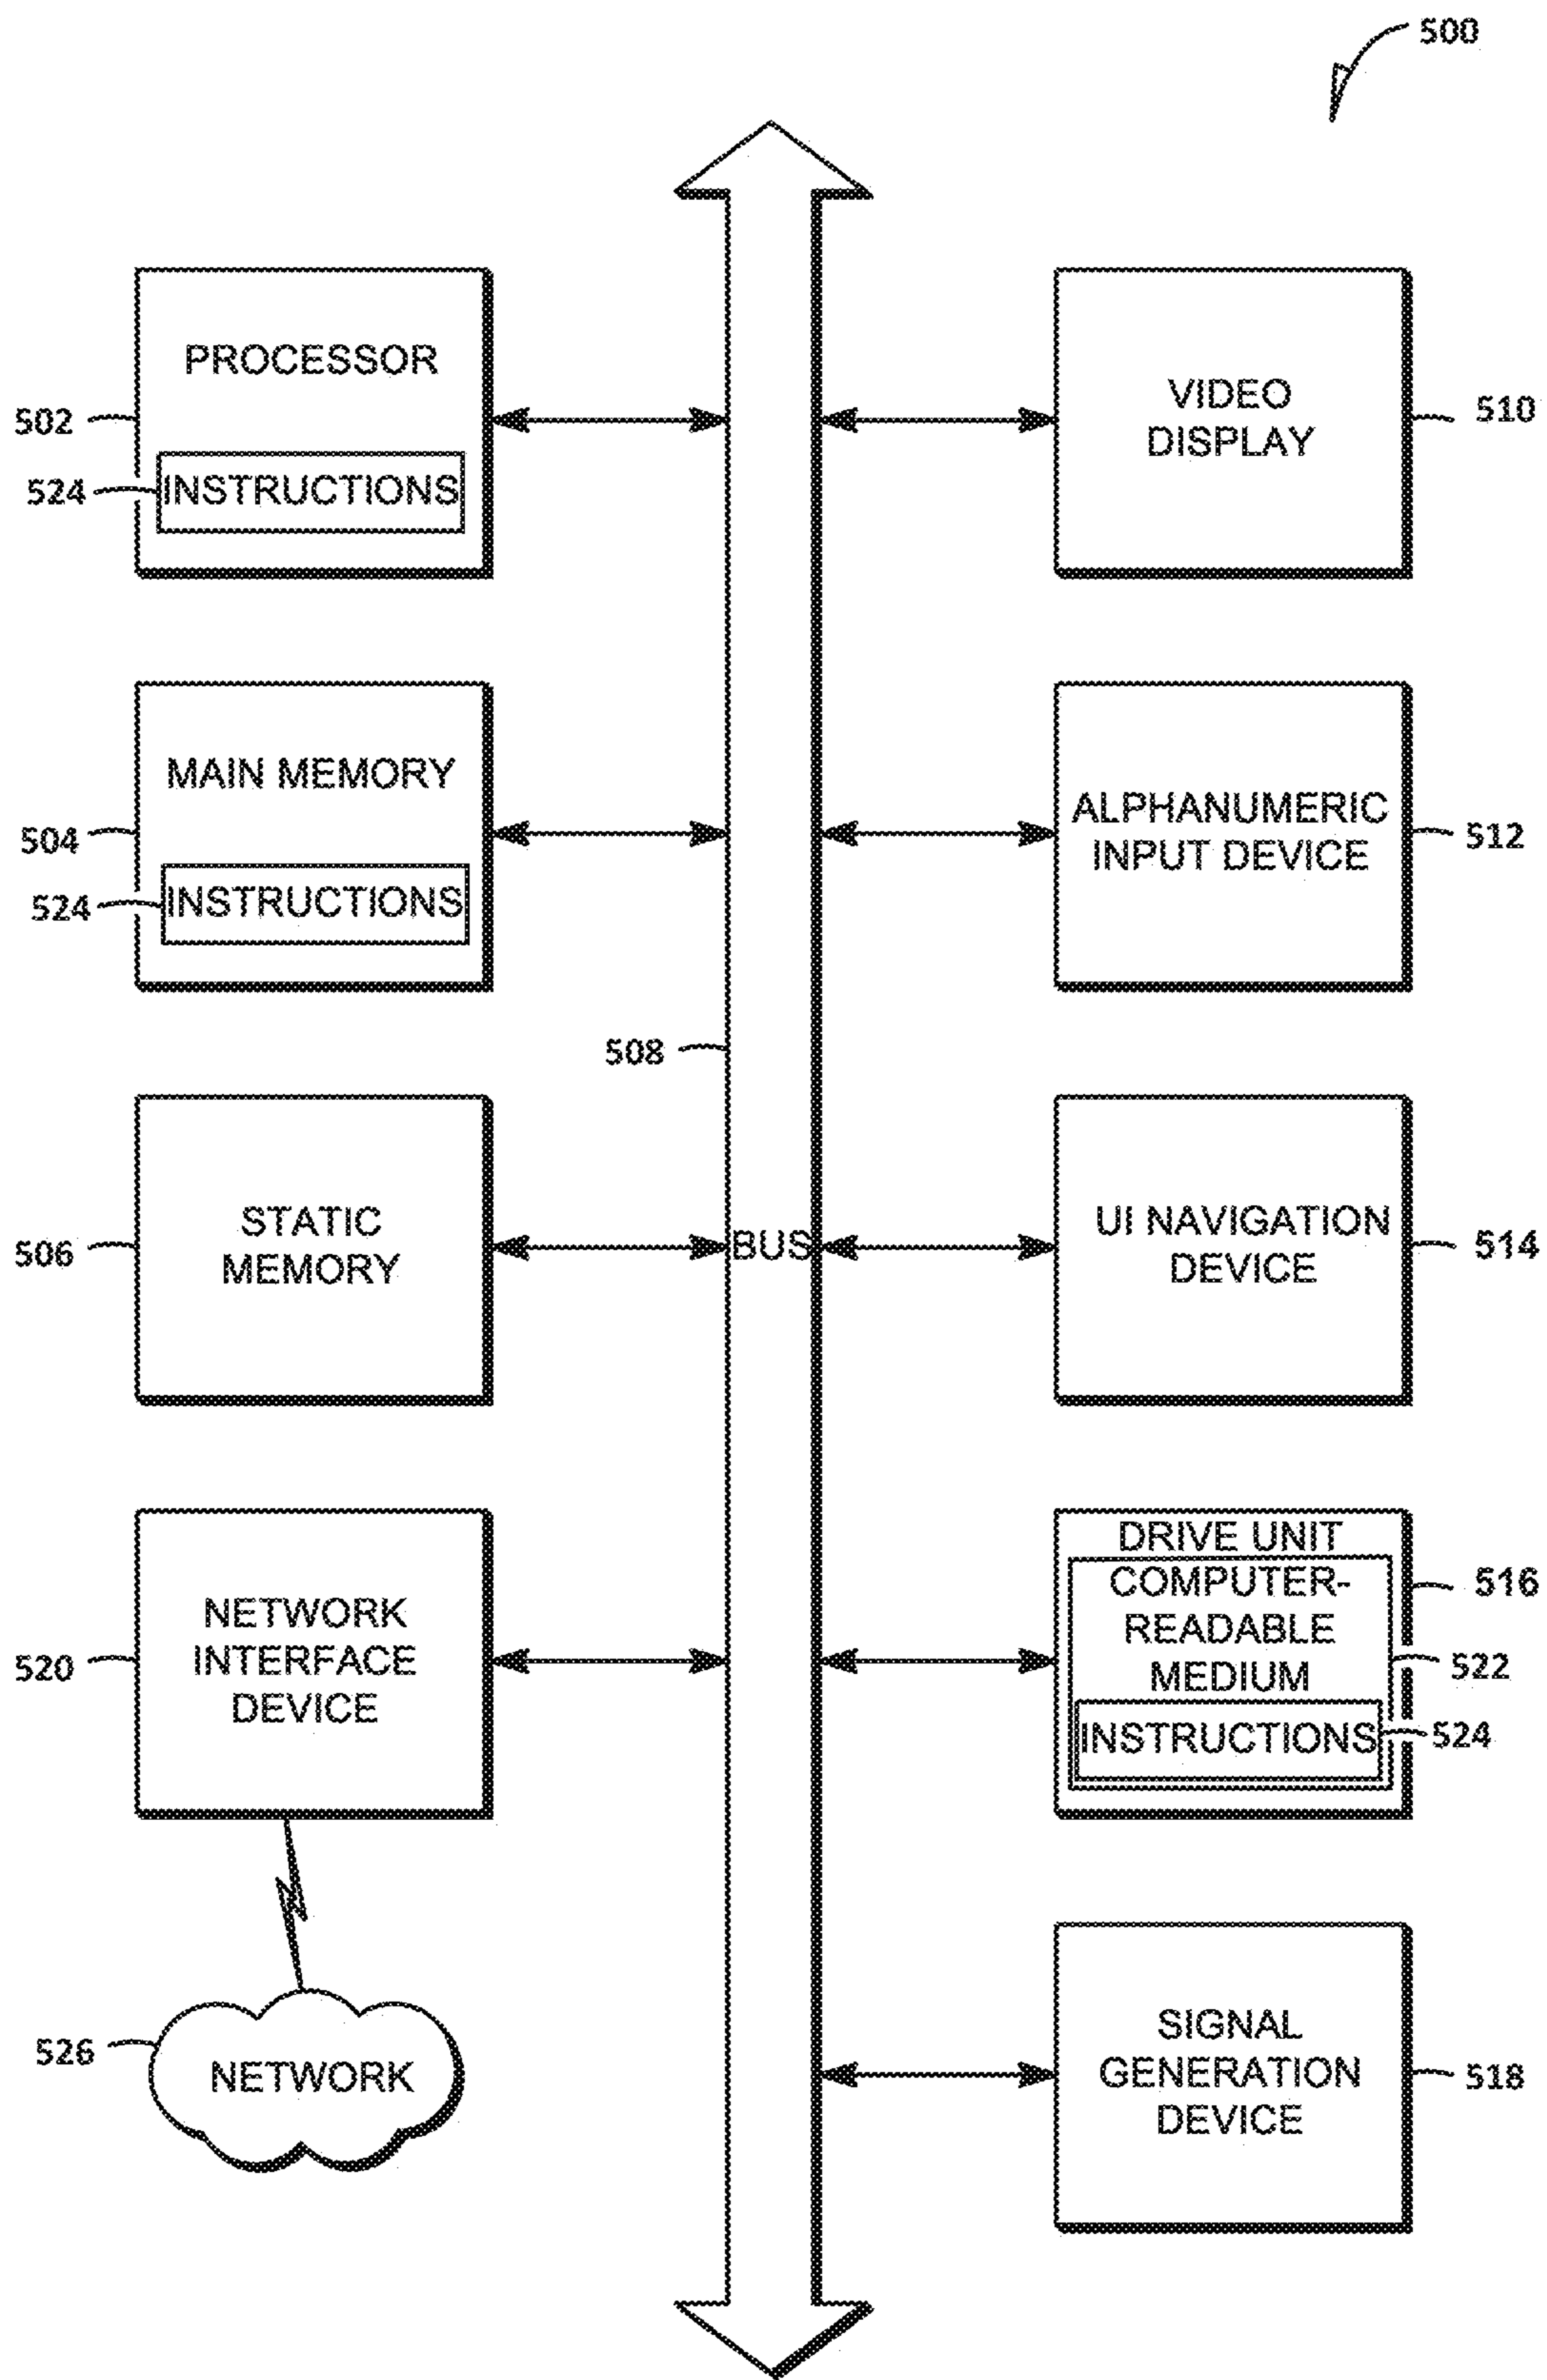 500
PROCESSOR
502
524
INSTRUCTIONS
VIDEO
DISPLAY
510
MAIN MEMORY
504
524
INSTRUCTIONS
ALPHANUMERIC
INPUT DEVICE
512
508
STATIC
MEMORY
506
BUS
UI NAVIGATION
DEVICE
514
NETWORK
INTERFACE
DEVICE
520
DRIVE UNIT
COMPUTER-
READABLE
MEDIUM
INSTRUCTIONS
516
522
524
526
NETWORK
SIGNAL
GENERATION
DEVICE
518